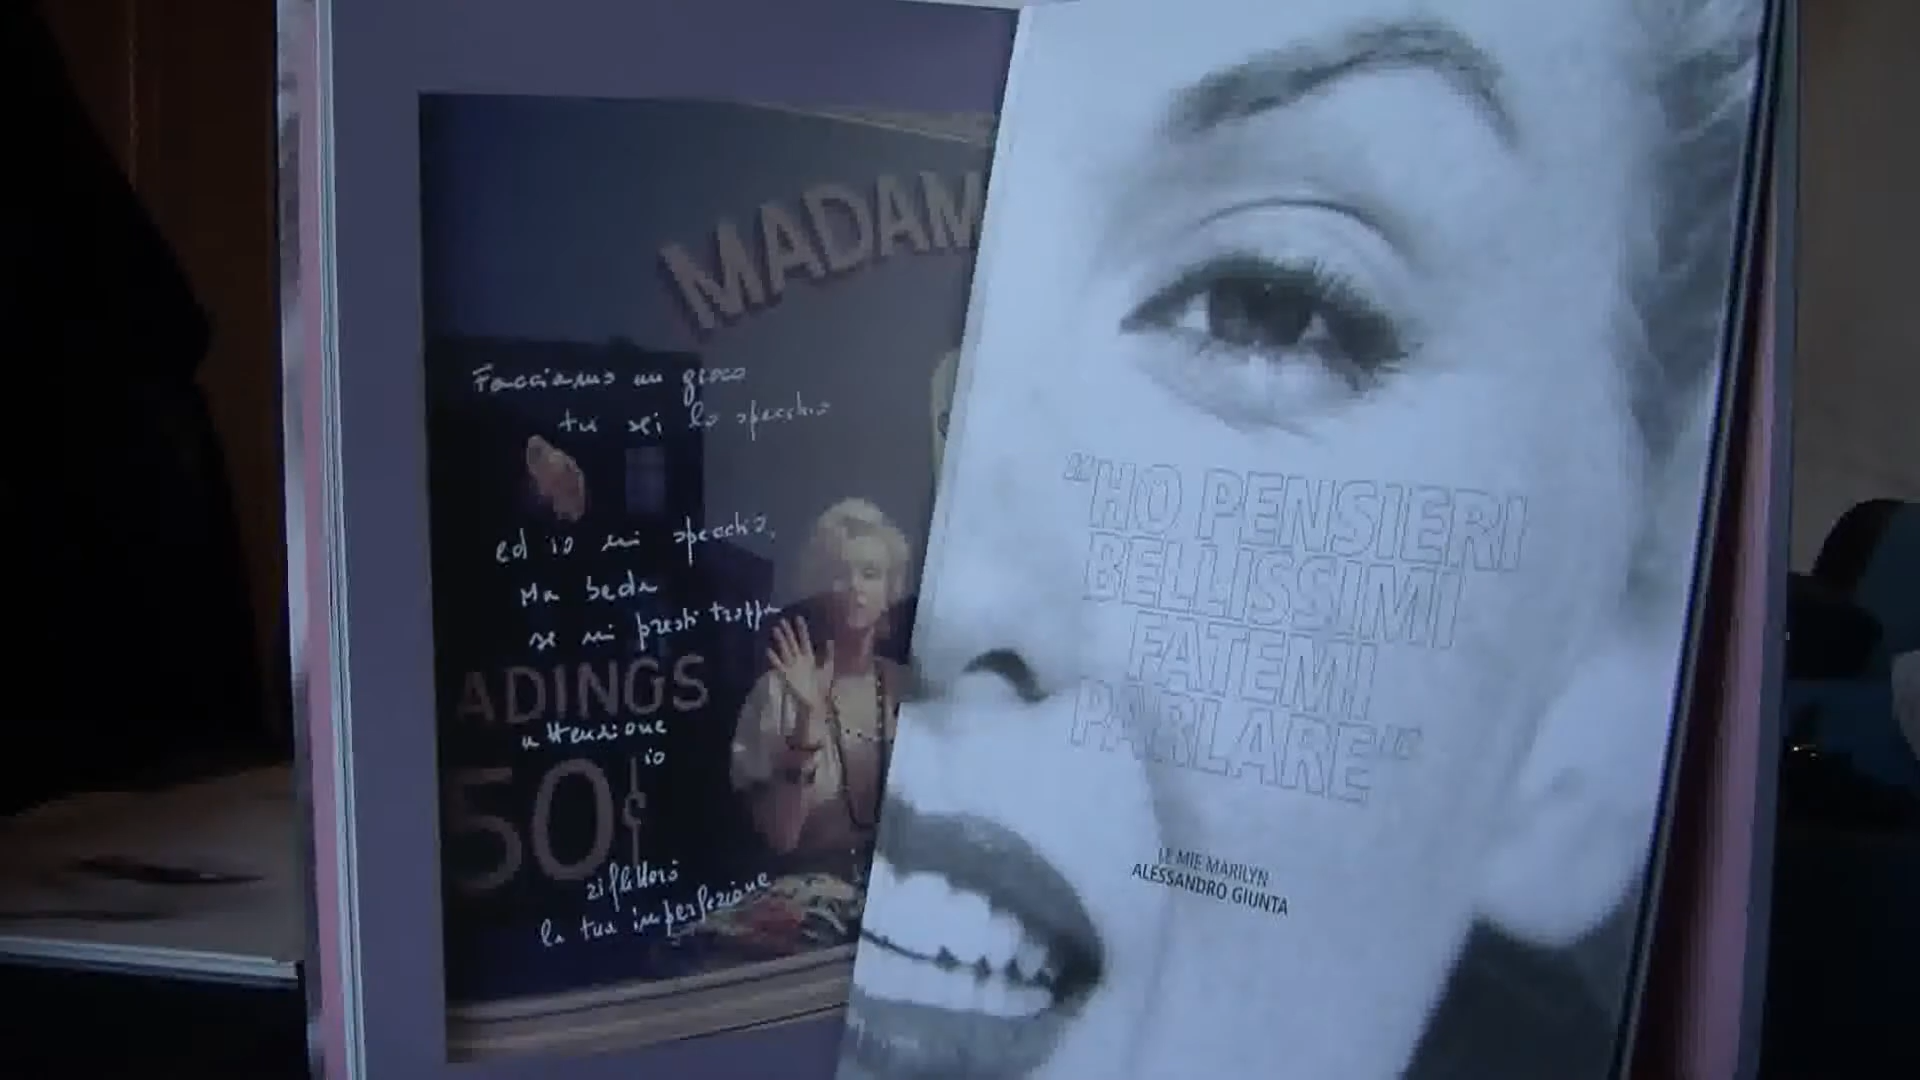 MADAM
Facciamo un gioco
tu sei lo specchio
ed io mi specchio,
Ma bada
se mi presti troppa
ADINGS
attenzione
io
50¢
rifletterò
la tua imperfezione
"HO PENSIERI
BELLISSIMI
FATEMI
PARLARE"
LE MIE MARILYN
ALESSANDRO GIUNTA